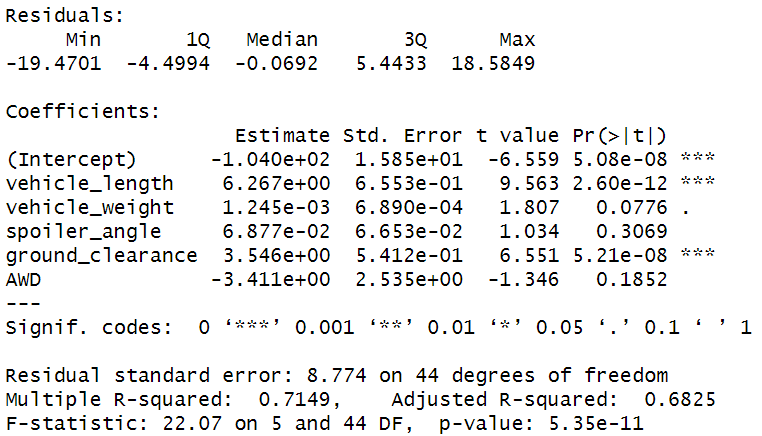 Residuals:
     Min       1Q   Median       3Q      Max
-19.4701  -4.4994  -0.0692   5.4433  18.5849
Coefficients:
                   Estimate Std. Error t value Pr(>|t|)
(Intercept)      -1.040e+02  1.585e+01  -6.559 5.08e-08 ***
vehicle_length    6.267e+00  6.553e-01   9.563 2.60e-12 ***
vehicle_weight    1.245e-03  6.890e-04   1.807   0.0776 .
spoiler_angle     6.877e-02  6.653e-02   1.034   0.3069
ground_clearance  3.546e+00  5.412e-01   6.551 5.21e-08 ***
AWD              -3.411e+00  2.535e+00  -1.346   0.1852
---
Signif. codes:  0 ‘***’ 0.001 ‘**’ 0.01 ‘*’ 0.05 ‘.’ 0.1 ‘ ’ 1
Residual standard error: 8.774 on 44 degrees of freedom
Multiple R-squared:  0.7149,    Adjusted R-squared:  0.6825
F-statistic: 22.07 on 5 and 44 DF,  p-value: 5.35e-11